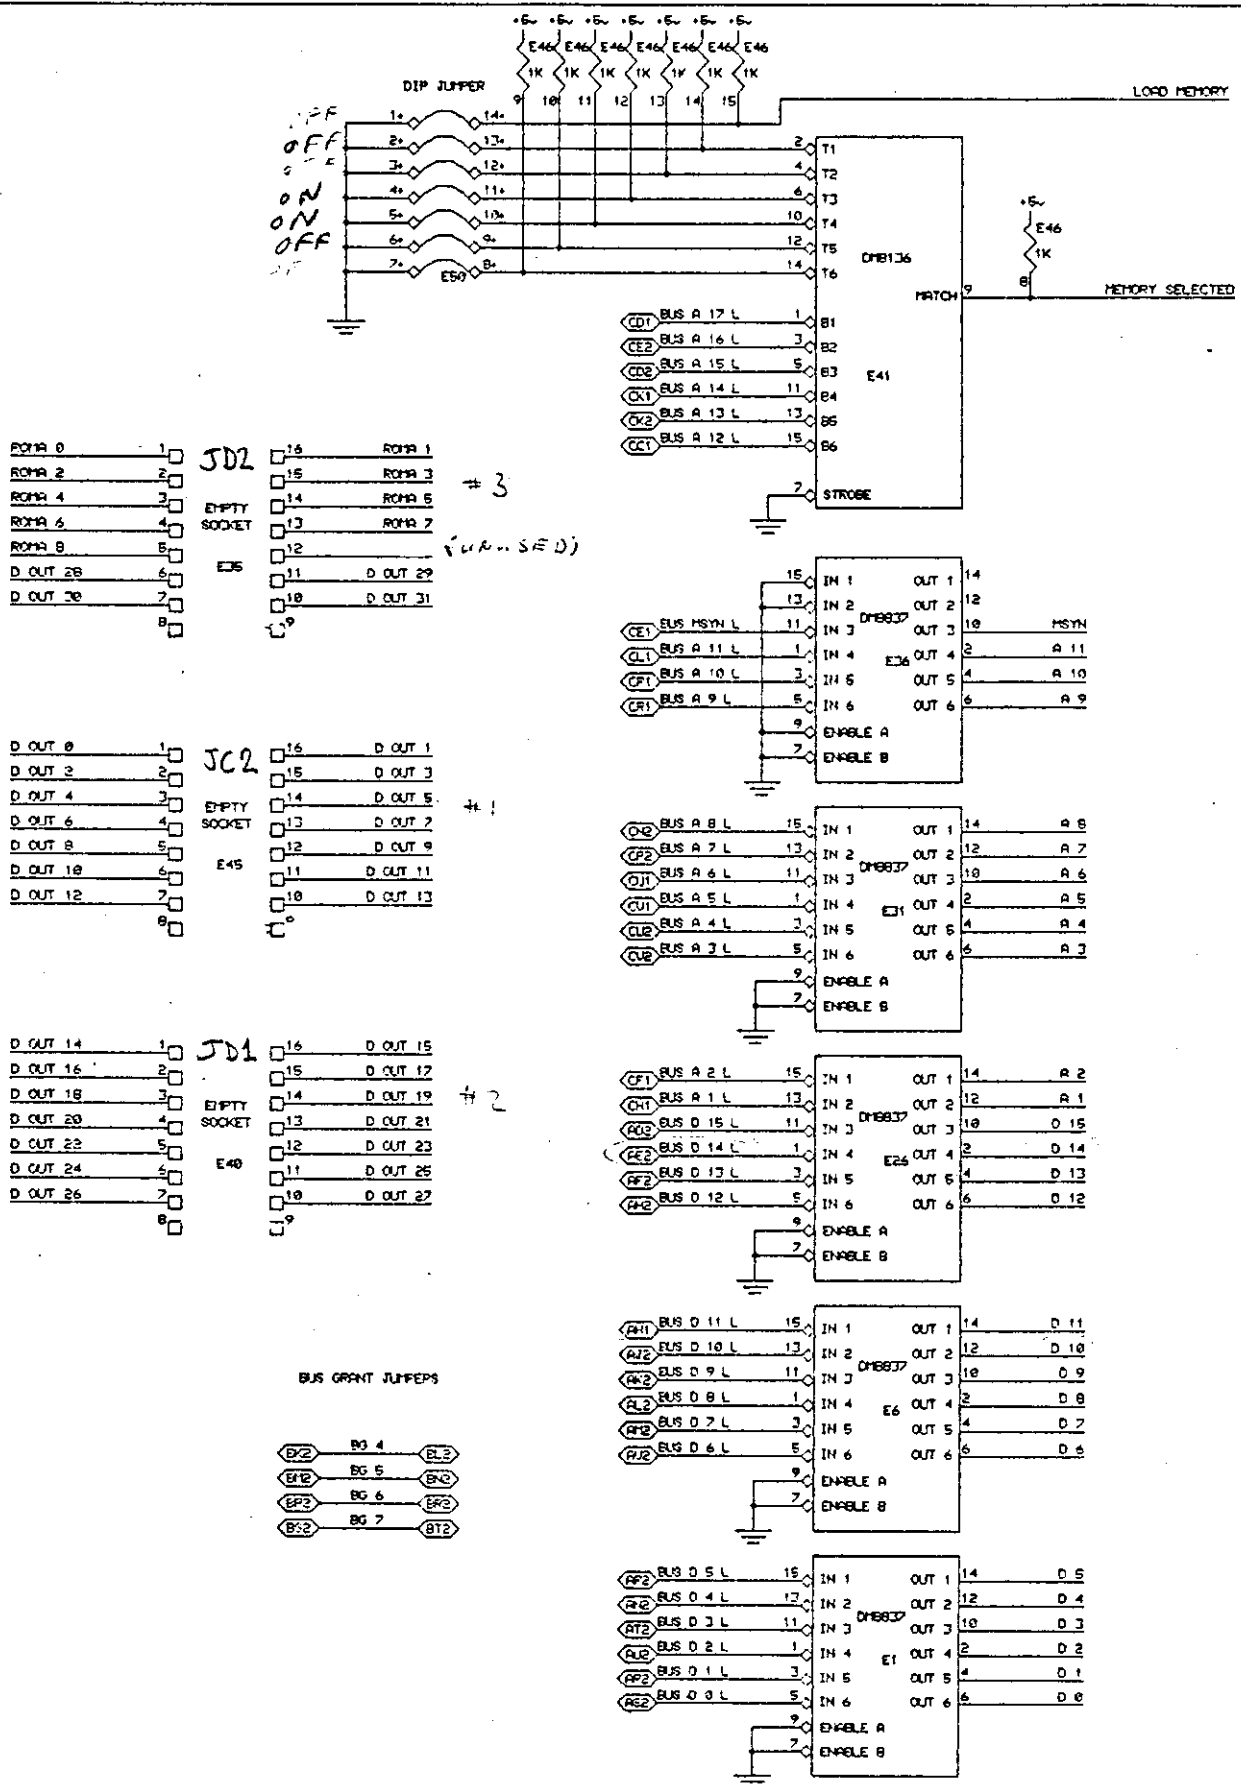 +5v +5v +5v +5v +5v +5v +5v
E46 E46 E46 E46 E46 E46 E46
1K 1K 1K 1K 1K 1K 1K
9 10 11 12 13 14 15
DIP JUMPER
LOAD MEMORY
1 14
OFF 2 13 2 T1
3 12 4 T2
ON 4 11 6 T3
ON 5 10 10 T4
OFF 6 9 12 T5
7 E50 8 14 T6
DM8136
+5v
E46
1K
8
MATCH 9 MEMORY SELECTED
CD1 BUS A 17 L 1 B1
CE2 BUS A 16 L 3 B2
CD2 BUS A 15 L 5 B3
E41
CK1 BUS A 14 L 11 B4
CK2 BUS A 13 L 13 B5
CC1 BUS A 12 L 15 B6
7 STROBE
ROMA 0 1 JD2 16 ROMA 1
ROMA 2 2 15 ROMA 3
ROMA 4 3 EMPTY 14 ROMA 5
ROMA 6 4 SOCKET 13 ROMA 7
ROMA 8 5 12
D OUT 28 6 E35 11 D OUT 29
D OUT 30 7 10 D OUT 31
8 9
#3
15 IN 1 OUT 1 14
13 IN 2 OUT 2 12
DM8837
CE1 BUS MSYN L 11 IN 3 OUT 3 10 MSYN
CL1 BUS A 11 L 1 IN 4 E36 OUT 4 2 A 11
CP1 BUS A 10 L 3 IN 5 OUT 5 4 A 10
CR1 BUS A 9 L 5 IN 6 OUT 6 6 A 9
9 ENABLE A
7 ENABLE B
D OUT 0 1 JC2 16 D OUT 1
D OUT 2 2 15 D OUT 3
D OUT 4 3 EMPTY 14 D OUT 5
D OUT 6 4 SOCKET 13 D OUT 7
D OUT 8 5 12 D OUT 9
D OUT 10 6 E45 11 D OUT 11
D OUT 12 7 10 D OUT 13
8
#1
CN2 BUS A 8 L 15 IN 1 OUT 1 14 A 8
CP2 BUS A 7 L 13 IN 2 OUT 2 12 A 7
DM8837
CJ1 BUS A 6 L 11 IN 3 OUT 3 10 A 6
CV1 BUS A 5 L 1 IN 4 E31 OUT 4 2 A 5
CU2 BUS A 4 L 3 IN 5 OUT 5 4 A 4
CV2 BUS A 3 L 5 IN 6 OUT 6 6 A 3
9 ENABLE A
7 ENABLE B
D OUT 14 1 JD1 16 D OUT 15
D OUT 16 2 15 D OUT 17
D OUT 18 3 EMPTY 14 D OUT 19
D OUT 20 4 SOCKET 13 D OUT 21
D OUT 22 5 12 D OUT 23
D OUT 24 6 E40 11 D OUT 25
D OUT 26 7 10 D OUT 27
8 9
#2
CF1 BUS A 2 L 15 IN 1 OUT 1 14 A 2
CH1 BUS A 1 L 13 IN 2 OUT 2 12 A 1
DM8837
BUS D 15 L 11 IN 3 OUT 3 10 D 15
AE2 BUS D 14 L 1 IN 4 E26 OUT 4 2 D 14
AF2 BUS D 13 L 3 IN 5 OUT 5 4 D 13
AH2 BUS D 12 L 5 IN 6 OUT 6 6 D 12
9 ENABLE A
7 ENABLE B
BUS GRANT JUMPERS
BK2 BG 4 BL2
BM2 BG 5 BN2
BP2 BG 6 BR2
BS2 BG 7 BT2
AH1 BUS D 11 L 15 IN 1 OUT 1 14 D 11
AJ2 BUS D 10 L 13 IN 2 OUT 2 12 D 10
DM8837
AK2 BUS D 9 L 11 IN 3 OUT 3 10 D 9
AL2 BUS D 8 L 1 IN 4 E6 OUT 4 2 D 8
AM2 BUS D 7 L 3 IN 5 OUT 5 4 D 7
BUS D 6 L 5 IN 6 OUT 6 6 D 6
9 ENABLE A
7 ENABLE B
BUS D 5 L 15 IN 1 OUT 1 14 D 5
AN2 BUS D 4 L 13 IN 2 OUT 2 12 D 4
DM8837
AT2 BUS D 3 L 11 IN 3 OUT 3 10 D 3
AU2 BUS D 2 L 1 IN 4 E1 OUT 4 2 D 2
AP2 BUS D 1 L 3 IN 5 OUT 5 4 D 1
AS2 BUS D 0 L 5 IN 6 OUT 6 6 D 0
9 ENABLE A
7 ENABLE B